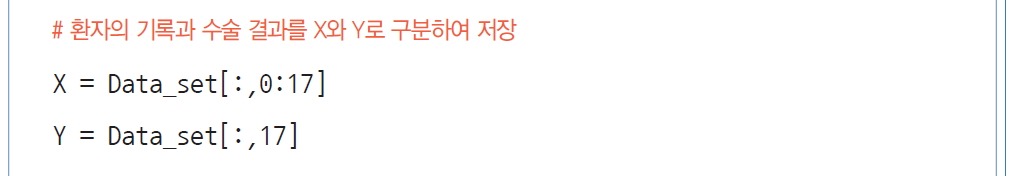 # 환자의 기록과 수술 결과를 X와 Y로 구분하여 저장
X = Data_set[:,0:17]
Y = Data_set[:,17]